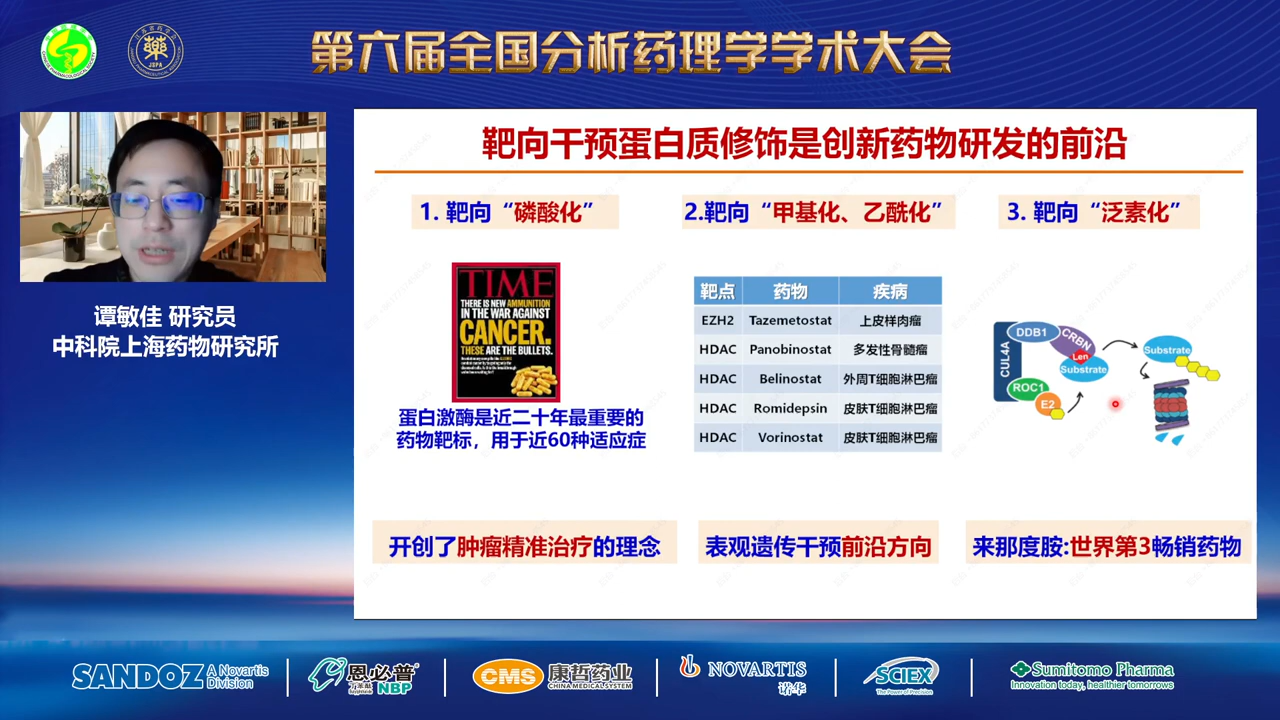 第六届全国分析药理学学术大会
JSPA
谭敏佳 研究员
中科院上海药物研究所
靶向干预蛋白质修饰是创新药物研发的前沿
1. 靶向“磷酸化”
2.靶向“甲基化、乙酰化”
3. 靶向“泛素化”
TIME
THERE IS NEW AMMUNITION
IN THE WAR AGAINST
CANCER.
THESE ARE THE BULLETS.
蛋白激酶是近二十年最重要的
药物靶标，用于近60种适应症
靶点 药物 疾病
EZH2 Tazemetostat 上皮样肉瘤
HDAC Panobinostat 多发性骨髓瘤
HDAC Belinostat 外周T细胞淋巴瘤
HDAC Romidepsin 皮肤T细胞淋巴瘤
HDAC Vorinostat 皮肤T细胞淋巴瘤
DDB1
CRBN
CUL4A
Len
Substrate
ROC1
E2
Substrate
开创了肿瘤精准治疗的理念
表观遗传干预前沿方向
来那度胺:世界第3畅销药物
SANDOZ A Novartis
Division
恩必普
NBP
CMS 康哲药业
CHINA MEDICAL SYSTEM
NOVARTIS
诺华
SCIEX
The Power of Precision
Sumitomo Pharma
Innovation today, healthier tomorrows